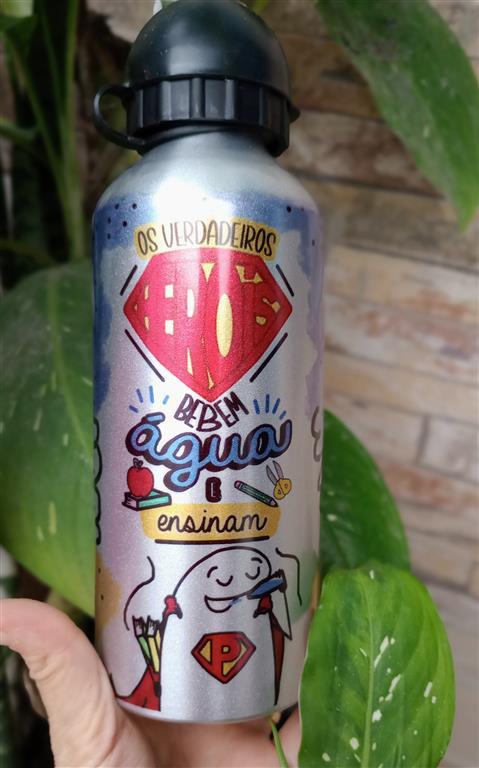 OS VERDADEIROS
HERÓIS
BEBEM
água
e
ensinam
P